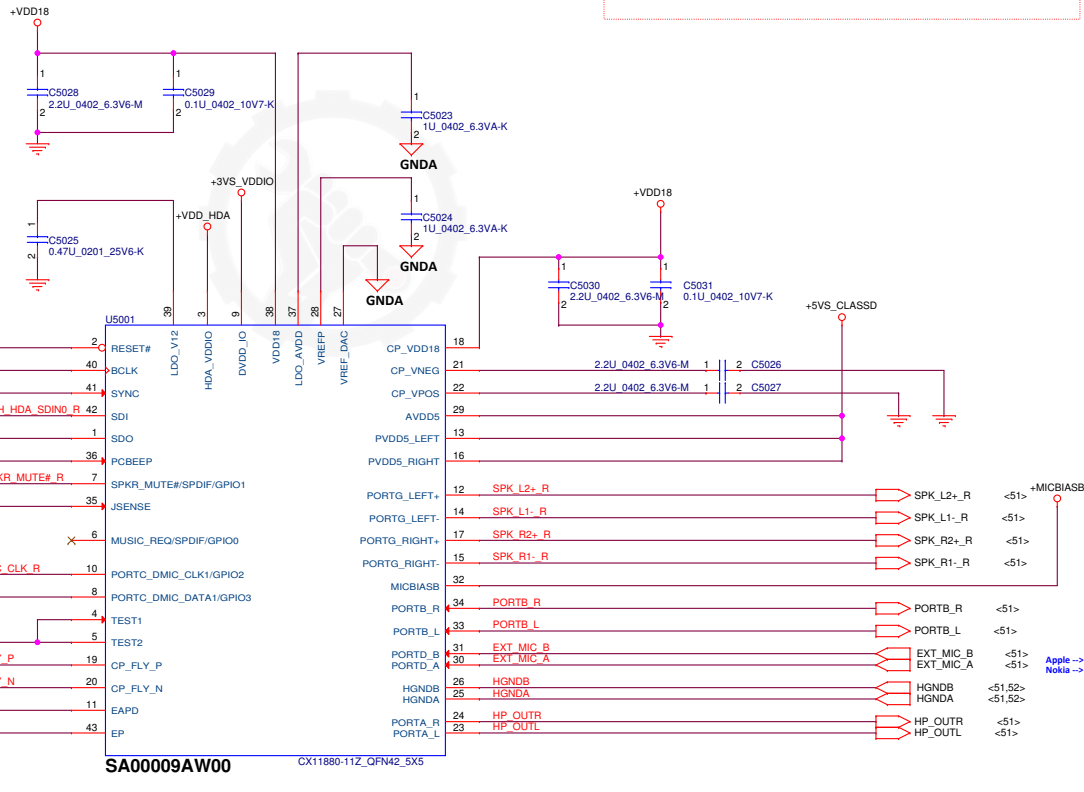 +VDD18
1
C5028
2.2U_0402_6.3V6-M
2
1
C5029
0.1U_0402_10V7-K
2
1
C5023
1U_0402_6.3VA-K
2
GNDA
+3VS_VDDIO
+VDD_HDA
1
C5024
1U_0402_6.3VA-K
2
GNDA
GNDA
1
C5025
0.47U_0201_25V6-K
2
+VDD18
1
C5030
2.2U_0402_6.3V6-M
2
1
C5031
0.1U_0402_10V7-K
2
+5VS_CLASSD
U5001
39 LDO_V12
3 HDA_VDDIO
9 DVDD_IO
38 VDD18
37 LDO_AVDD
28 VREFP
27 VREF_DAC
2 RESET#
40 BCLK
41 SYNC
H_HDA_SDIN0_R 42 SDI
1 SDO
36 PCBEEP
KR_MUTE#_R 7 SPKR_MUTE#/SPDIF/GPIO1
35 JSENSE
6 MUSIC_REQ/SPDIF/GPIO0
C_CLK_R 10 PORTC_DMIC_CLK1/GPIO2
8 PORTC_DMIC_DATA1/GPIO3
4 TEST1
5 TEST2
_P 19 CP_FLY_P
_N 20 CP_FLY_N
11 EAPD
43 EP
CP_VDD18 18
CP_VNEG 21 2.2U_0402_6.3V6-M 1 2 C5026
CP_VPOS 22 2.2U_0402_6.3V6-M 1 2 C5027
AVDD5 29
PVDD5_LEFT 13
PVDD5_RIGHT 16
+MICBIASB
PORTG_LEFT+ 12 SPK_L2+_R SPK_L2+_R <51>
PORTG_LEFT- 14 SPK_L1-_R SPK_L1-_R <51>
PORTG_RIGHT+ 17 SPK_R2+_R SPK_R2+_R <51>
PORTG_RIGHT- 15 SPK_R1-_R SPK_R1-_R <51>
MICBIASB 32
PORTB_R 34 PORTB_R PORTB_R <51>
PORTB_L 33 PORTB_L PORTB_L <51>
PORTD_B 31 EXT_MIC_B EXT_MIC_B <51>
PORTD_A 30 EXT_MIC_A EXT_MIC_A <51>
Apple -->
Nokia -->
HGNDB 26 HGNDB HGNDB <51,52>
HGNDA 25 HGNDA HGNDA <51,52>
PORTA_R 24 HP_OUTR HP_OUTR <51>
PORTA_L 23 HP_OUTL HP_OUTL <51>
SA00009AW00
CX11880-11Z_QFN42_5X5